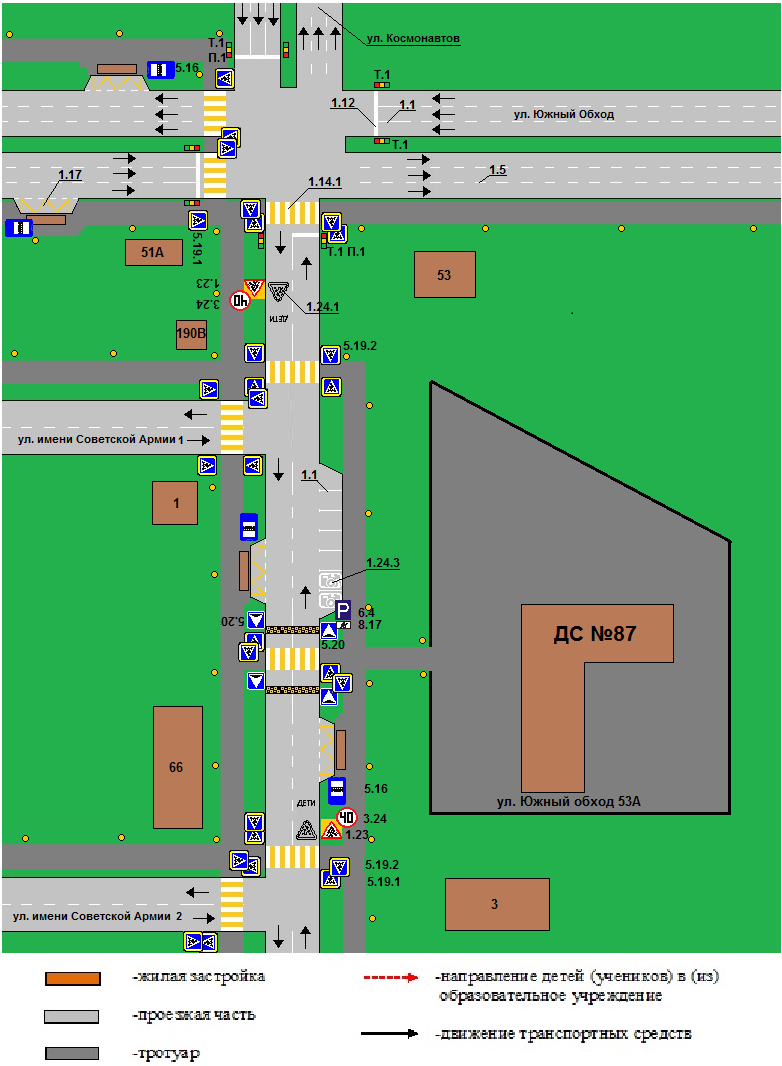 ул. Космонавтов
Т.1
П.1
5.16
Т.1
1.12
1.1
ул. Южный Обход
Т.1
1.17
1.14.1
1.5
5.19.1
51А
Т.1 П.1
53
1.23
3.24
40
1.24.1
ДЕТИ
190В
5.19.2
ул. имени Советской Армии 1
1.1
1
1.24.3
P
6.4
8.17
5.20
5.20
ДС №87
66
5.16
ул. Южный обход 53А
ДЕТИ
40
3.24
1.23
5.19.2
5.19.1
3
ул. имени Советской Армии 2
-жилая застройка
-направление детей (учеников) в (из)
образовательное учреждение
-проезжая часть
-движение транспортных средств
-тротуар